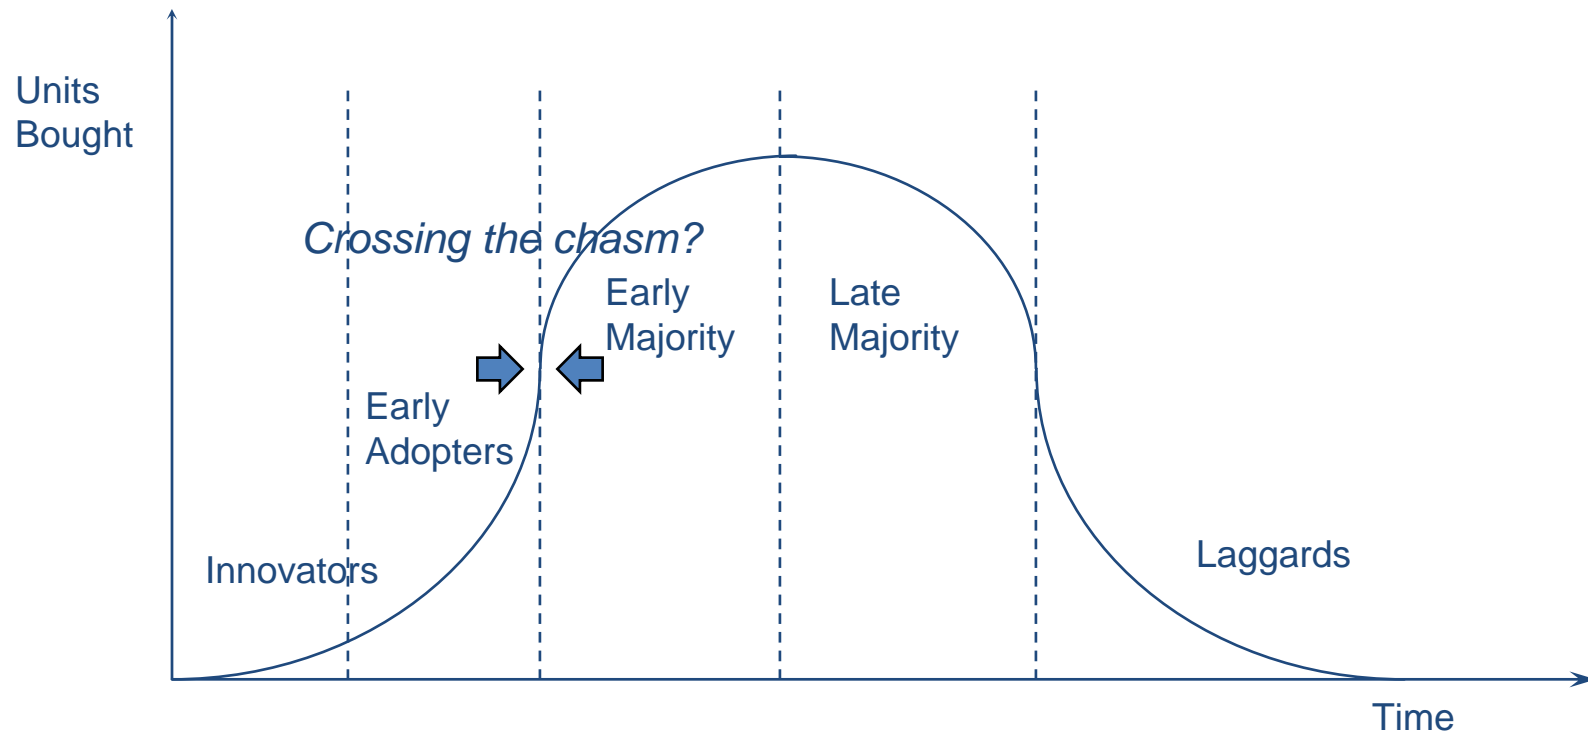 Units
Bought
Crossing the chasm?
Early
Majority
Late
Majority
Early
Adopters
Innovators
Laggards
Time